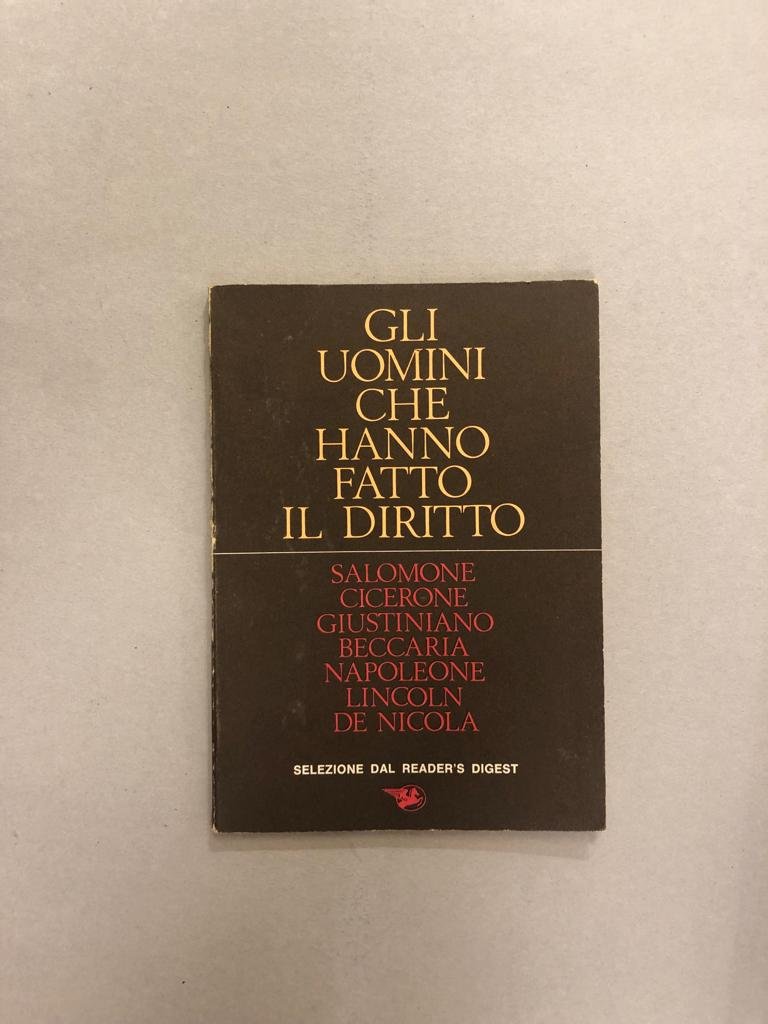 GLI
UOMINI
CHE
HANNO
FATTO
IL DIRITTO
SALOMONE
CICERONE
GIUSTINIANO
BECCARIA
NAPOLEONE
LINCOLN
DE NICOLA
SELEZIONE DAL READER'S DIGEST